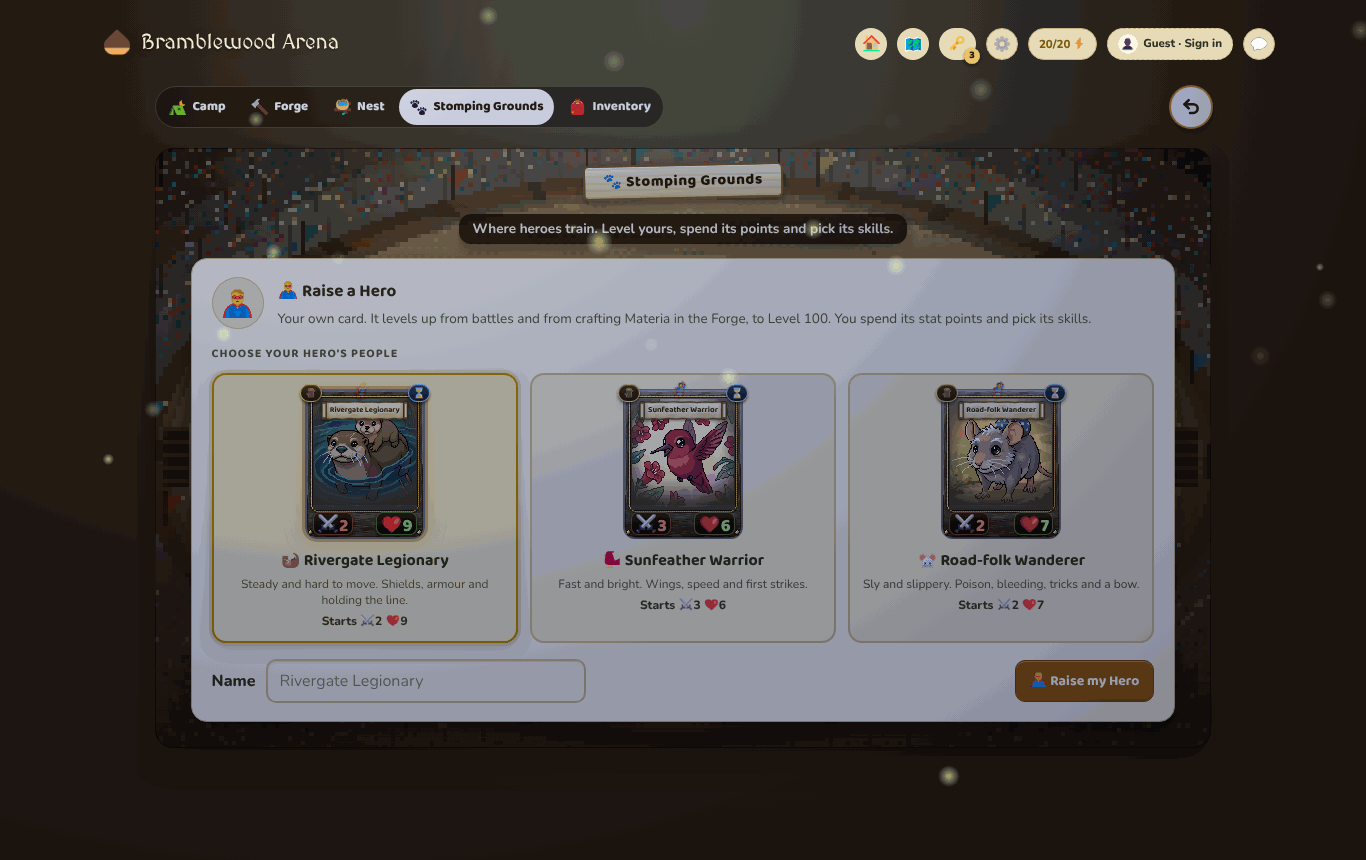 Bramblewood Arena
3
20/20
Guest · Sign in
Camp
Forge
Nest
Stomping Grounds
Inventory
Stomping Grounds
Where heroes train. Level yours, spend its points and pick its skills.
Raise a Hero
Your own card. It levels up from battles and from crafting Materia in the Forge, to Level 100. You spend its stat points and pick its skills.
CHOOSE YOUR HERO'S PEOPLE
Rivergate Legionary
2 9
Rivergate Legionary
Steady and hard to move. Shields, armour and
holding the line.
Starts 2 9
Sunfeather Warrior
3 6
Sunfeather Warrior
Fast and bright. Wings, speed and first strikes.
Starts 3 6
Road-folk Wanderer
2 7
Road-folk Wanderer
Sly and slippery. Poison, bleeding, tricks and a bow.
Starts 2 7
Name
Rivergate Legionary
Raise my Hero